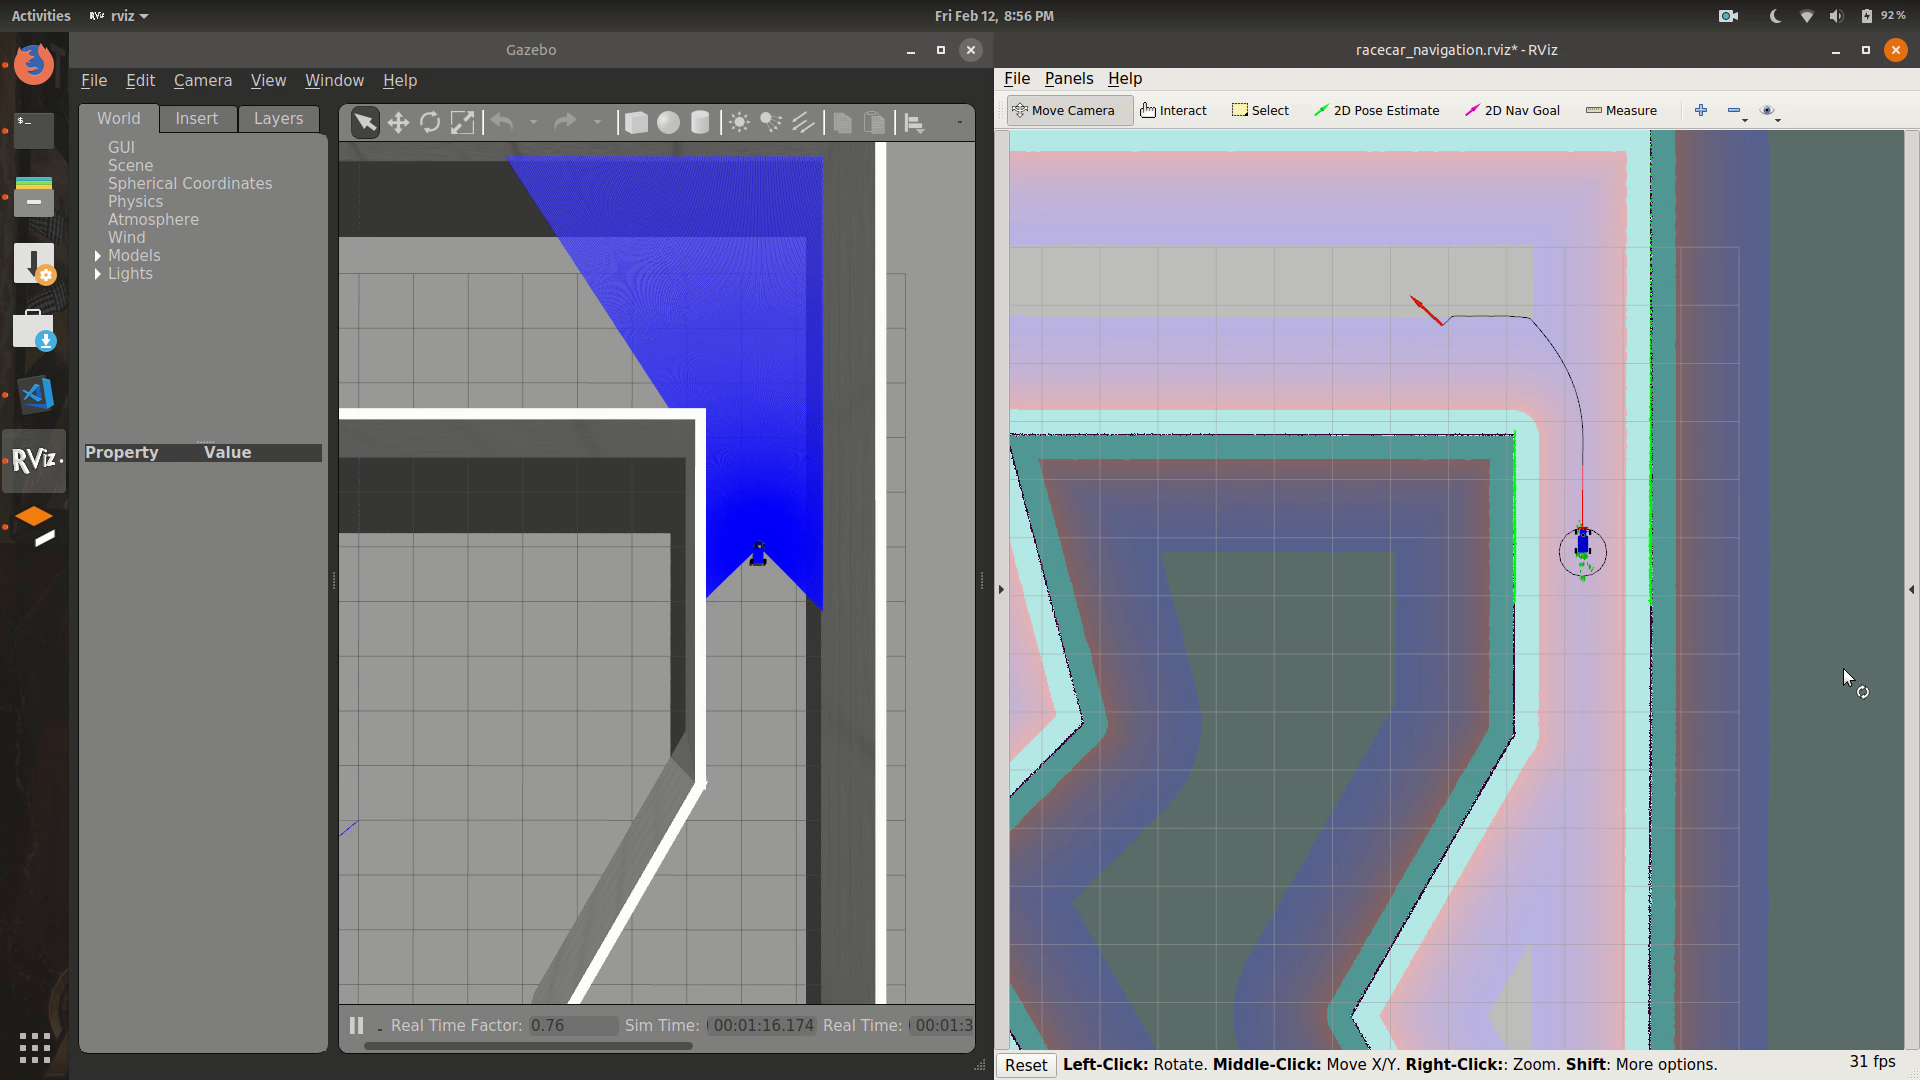 Activities RViz rviz Fri Feb 12, 8:56 PM 92%
Gazebo
File Edit Camera View Window Help
World Insert Layers
GUI
Scene
Spherical Coordinates
Physics
Atmosphere
Wind
Models
Lights
Property Value
Real Time Factor: 0.76 Sim Time: 00:01:16.174 Real Time: 00:01:3
RViz
racecar_navigation.rviz* - RViz
File Panels Help
Move Camera Interact Select 2D Pose Estimate 2D Nav Goal Measure
Reset Left-Click: Rotate. Middle-Click: Move X/Y. Right-Click:: Zoom. Shift: More options. 31 fps